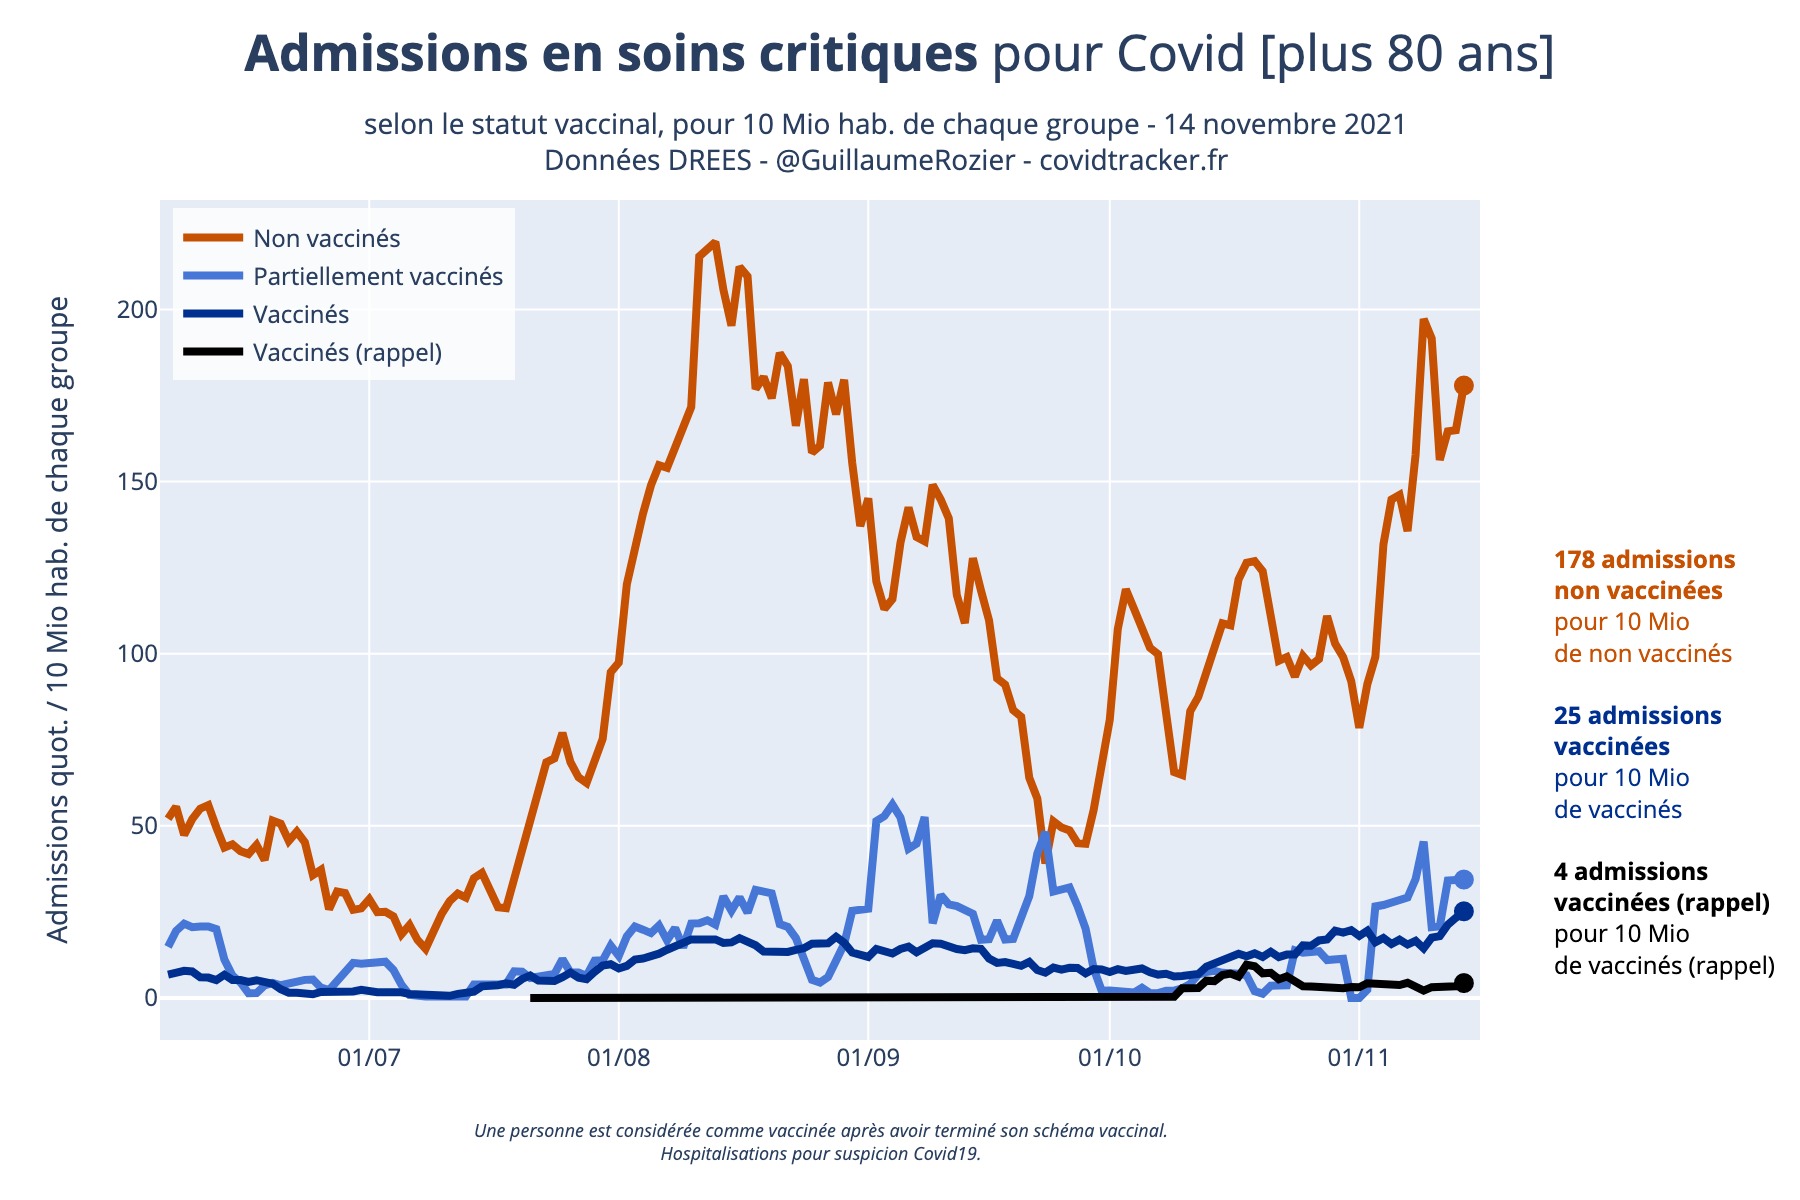 Admissions en soins critiques pour Covid [plus 80 ans]
selon le statut vaccinal, pour 10 Mio hab. de chaque groupe - 14 novembre 2021
Données DREES - @GuillaumeRozier - covidtracker.fr
Admissions quot. / 10 Mio hab. de chaque groupe
Non vaccinés
Partiellement vaccinés
Vaccinés
Vaccinés (rappel)
200
150
100
50
0
01/07
01/08
01/09
01/10
01/11
178 admissions
non vaccinées
pour 10 Mio
de non vaccinés
25 admissions
vaccinées
pour 10 Mio
de vaccinés
4 admissions
vaccinées (rappel)
pour 10 Mio
de vaccinés (rappel)
Une personne est considérée comme vaccinée après avoir terminé son schéma vaccinal.
Hospitalisations pour suspicion Covid19.